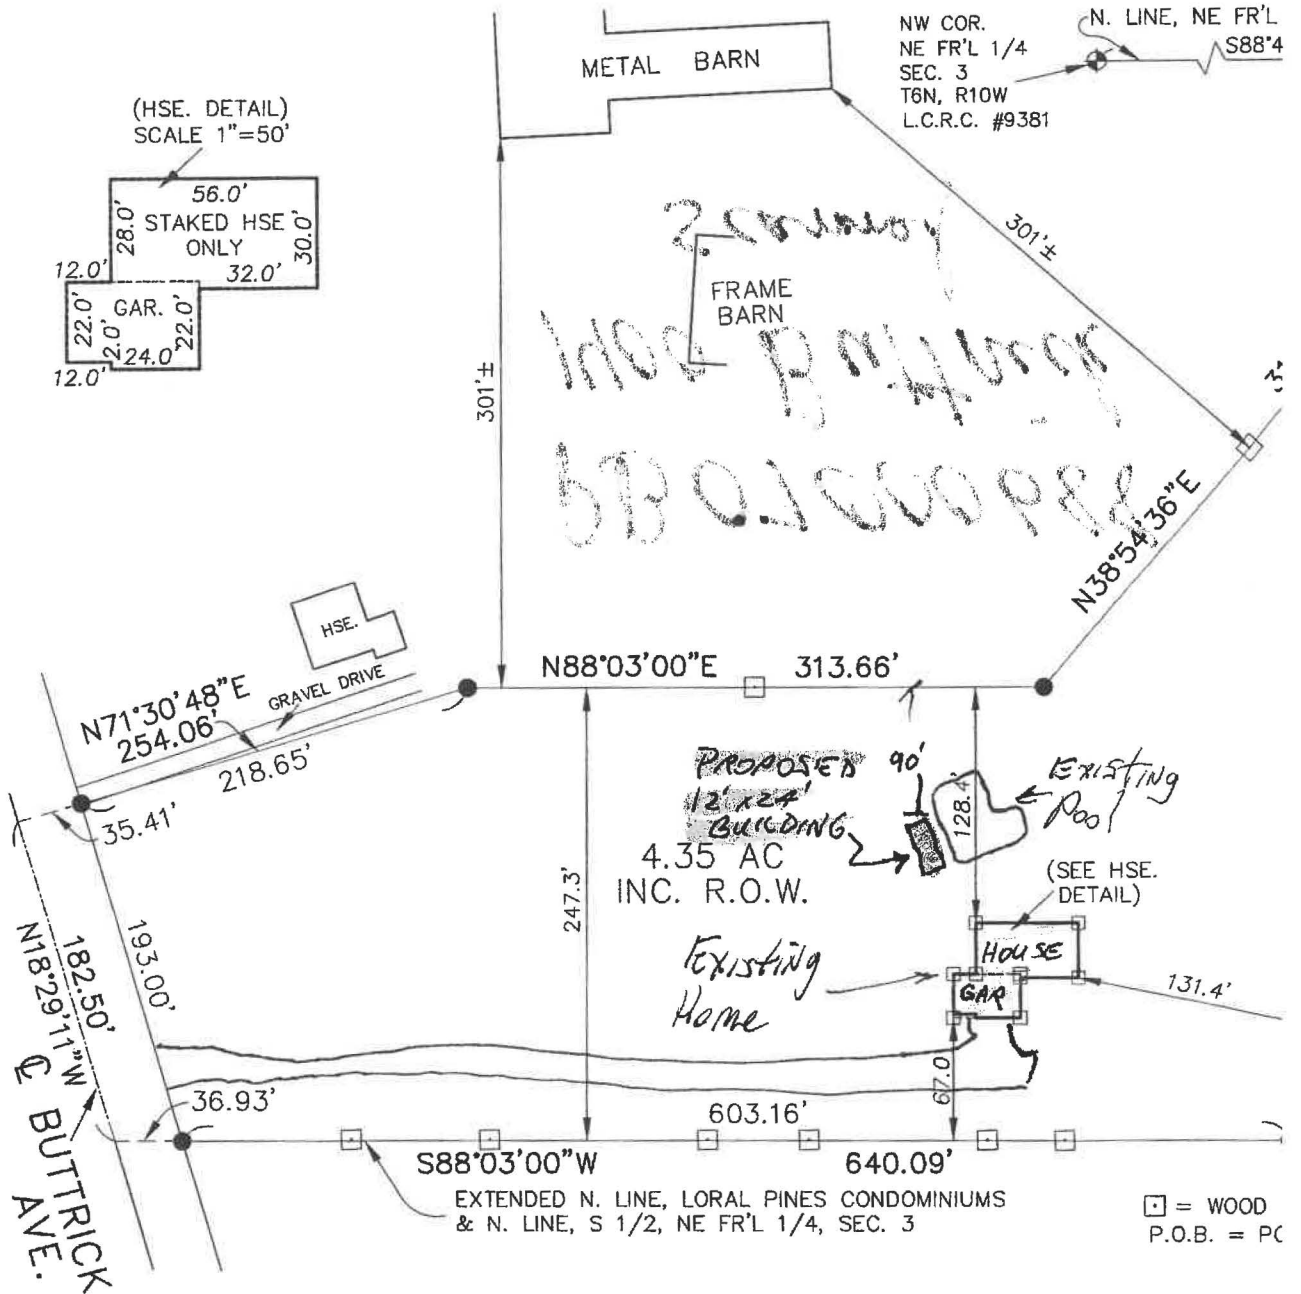 METAL BARN
NW COR.
NE FR'L 1/4
SEC. 3
T6N, R10W
L.C.R.C. #9381
N. LINE, NE FR'L
S88°4
(HSE. DETAIL)
SCALE 1"=50'
56.0'
STAKED HSE
ONLY
28.0'
30.0'
12.0'
32.0'
GAR.
22.0'
2.0'
22.0'
24.0'
12.0'
301'±
301'±
FRAME
BARN
N38°54'36"E
HSE.
GRAVEL DRIVE
N71°30'48"E
254.06'
218.65'
35.41'
N88°03'00"E
313.66'
PROPOSED
12'x24'
BUILDING
90'
128.4'
EXISTING
POOL
4.35 AC
INC. R.O.W.
247.3'
(SEE HSE.
DETAIL)
HOUSE
GAR
Existing
Home
131.4'
193.00'
182.50'
N18°29'11"W
℄ BUTTRICK
AVE.
36.93'
67.0
603.16'
S88°03'00"W
640.09'
EXTENDED N. LINE, LORAL PINES CONDOMINIUMS
& N. LINE, S 1/2, NE FR'L 1/4, SEC. 3
= WOOD
P.O.B. =